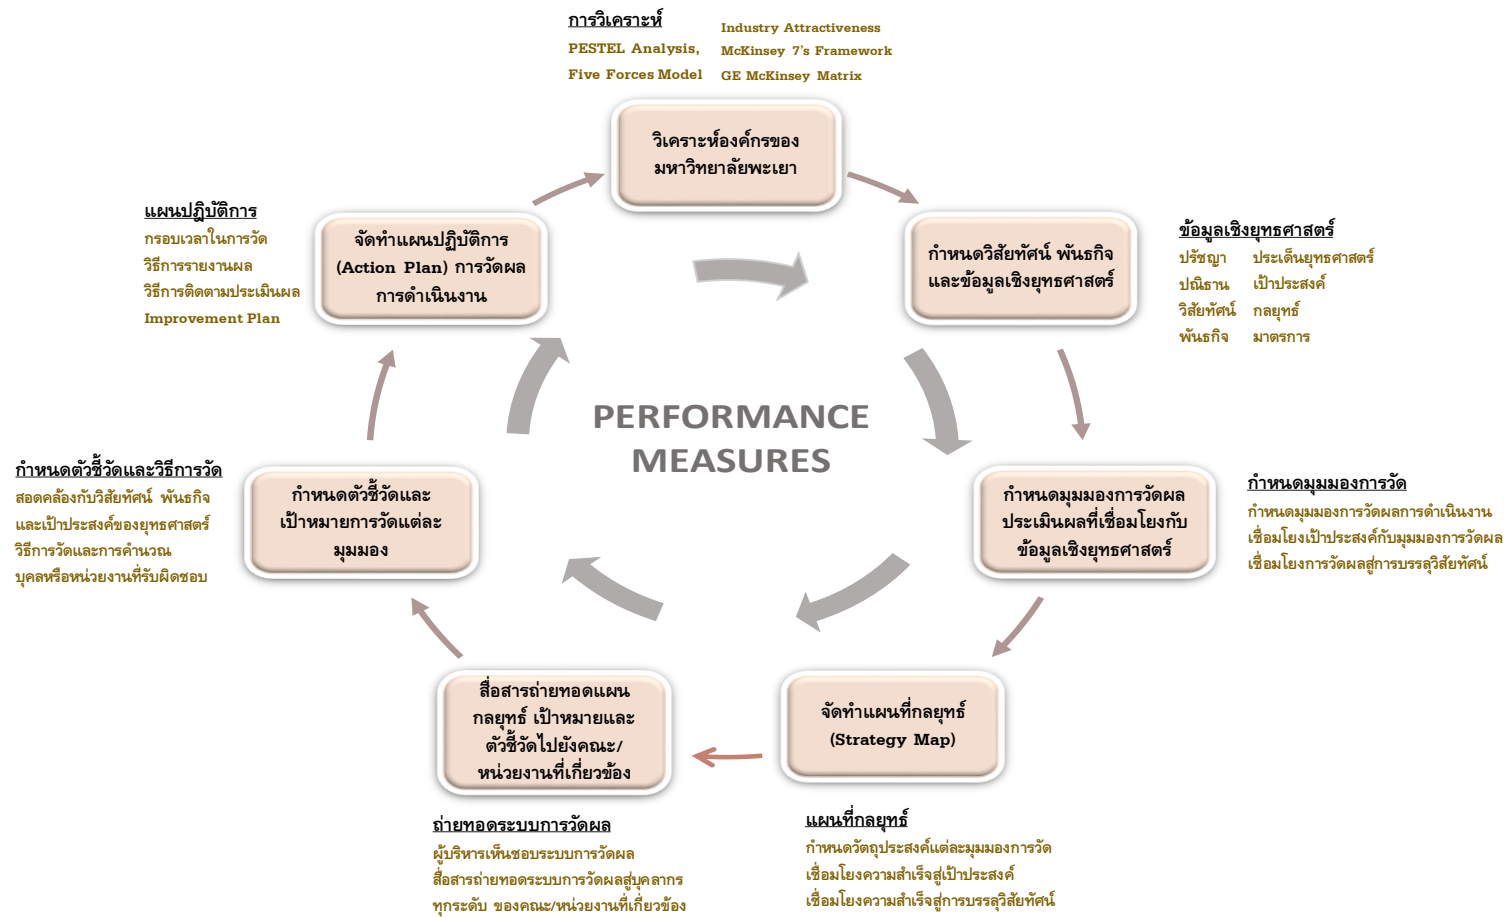 การวิเคราะห์
PESTEL Analysis,
Five Forces Model
Industry Attractiveness
McKinsey 7's Framework
GE McKinsey Matrix
วิเคราะห์องค์กรของ
มหาวิทยาลัยพะเยา
แผนปฎิบัติการ
กรอบเวลาในการวัด
วิธีการรายงานผล
วิธีการติดตามประเมินผล
Improvement Plan
จัดทำแผนปฏิบัติการ
(Action Plan) การวัดผล
การดำเนินงาน
กำหนดวิสัยทัศน์ พันธกิจ
และข้อมูลเชิงยุทธศาสตร์
ข้อมูลเชิงยุทธศาสตร์
ปรัชญา ประเด็นยุทธศาสตร์
ปณิธาน เป้าประสงค์
วิสัยทัศน์ กลยุทธ์
พันธกิจ มาตรการ
PERFORMANCE
MEASURES
กำหนดตัวชี้วัดและวิธีการวัด
สอดคล้องกับวิสัยทัศน์ พันธกิจ
และเป้าประสงค์ของยุทธศาสตร์
วิธีการวัดและการคำนวณ
บุคลหรือหน่วยงานที่รับผิดชอบ
กำหนดตัวชี้วัดและ
เป้าหมายการวัดแต่ละ
มุมมอง
กำหนดมุมมองการวัดผล
ประเมินผลที่เชื่อมโยงกับ
ข้อมูลเชิงยุทธศาสตร์
กำหนดมุมมองการวัด
กำหนดมุมมองการวัดผลการดำเนินงาน
เชื่อมโยงเป้าประสงค์กับมุมมองการวัดผล
เชื่อมโยงการวัดผลสู่การบรรลุวิสัยทัศน์
สื่อสารถ่ายทอดแผน
กลยุทธ์ เป้าหมายและ
ตัวชี้วัดไปยังคณะ/
หน่วยงานที่เกี่ยวข้อง
จัดทำแผนที่กลยุทธ์
(Strategy Map)
ถ่ายทอดระบบการวัดผล
ผู้บริหารเห็นชอบระบบการวัดผล
สื่อสารถ่ายทอดระบบการวัดผลสู่บุคลากร
ทุกระดับ ของคณะ/หน่วยงานที่เกี่ยวข้อง
แผนที่กลยุทธ์
กำหนดวัตถุประสงค์แต่ละมุมมองการวัด
เชื่อมโยงความสำเร็จสู่เป้าประสงค์
เชื่อมโยงความสำเร็จสู่การบรรลุวิสัยทัศน์